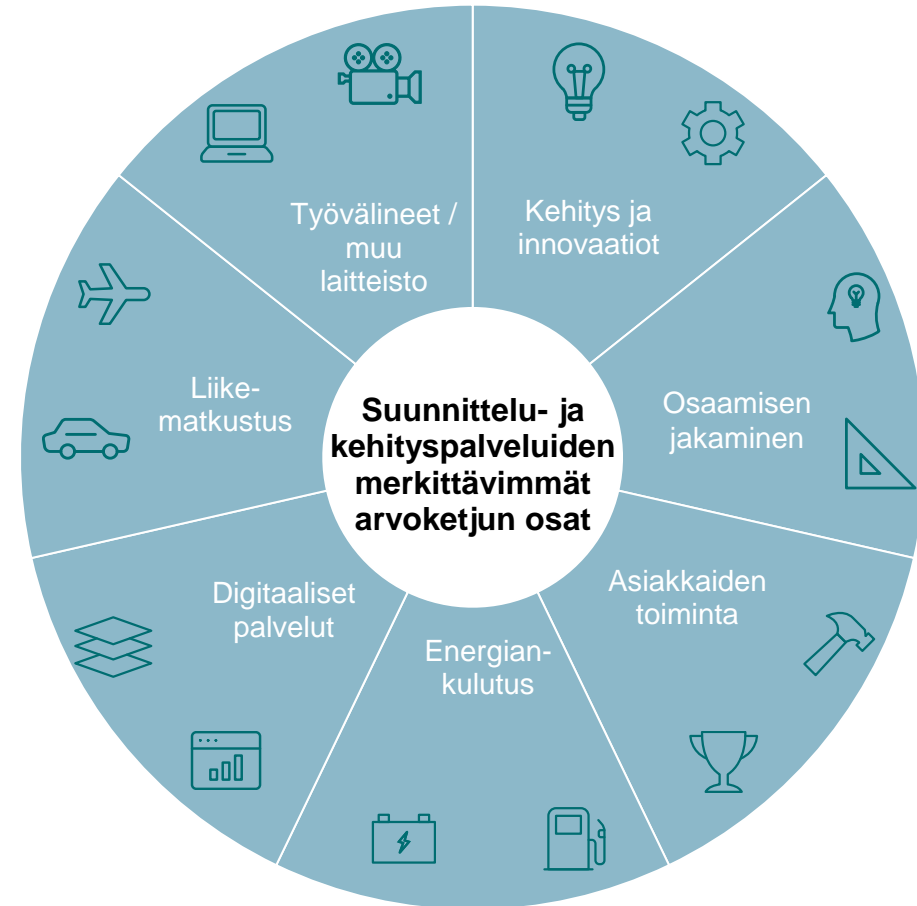 Suunnittelu- ja
kehityspalveluiden
merkittävimmät
arvoketjun osat
Kehitys ja
innovaatiot
Osaamisen
jakaminen
Asiakkaiden
toiminta
Energian-
kulutus
Digitaaliset
palvelut
Liike-
matkustus
Työvälineet /
muu
laitteisto